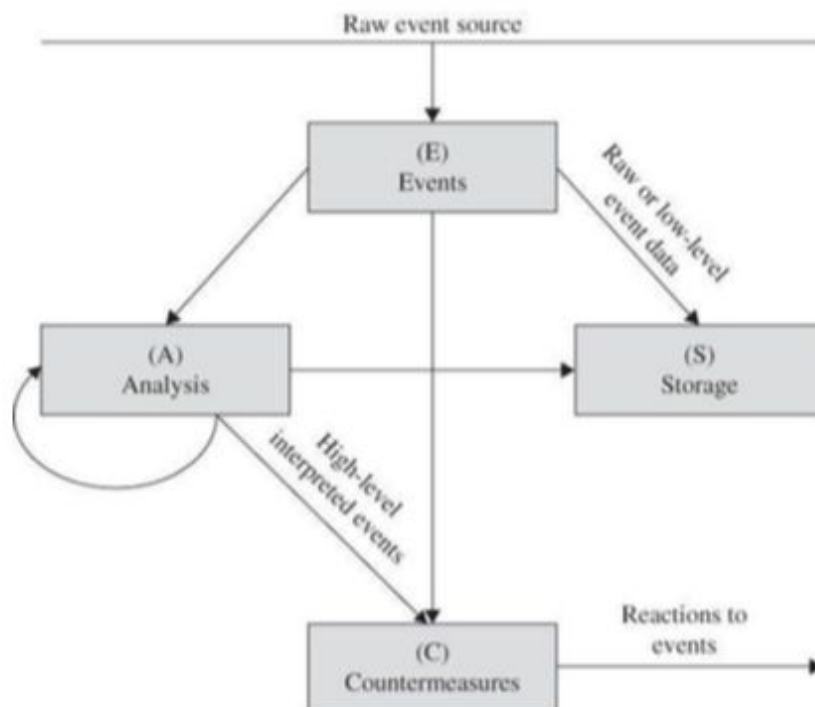 Raw event source
(E)
Events
Raw or low-level
event data
(A)
Analysis
(S)
Storage
High-level
interpreted events
(C)
Countermeasures
Reactions to
events